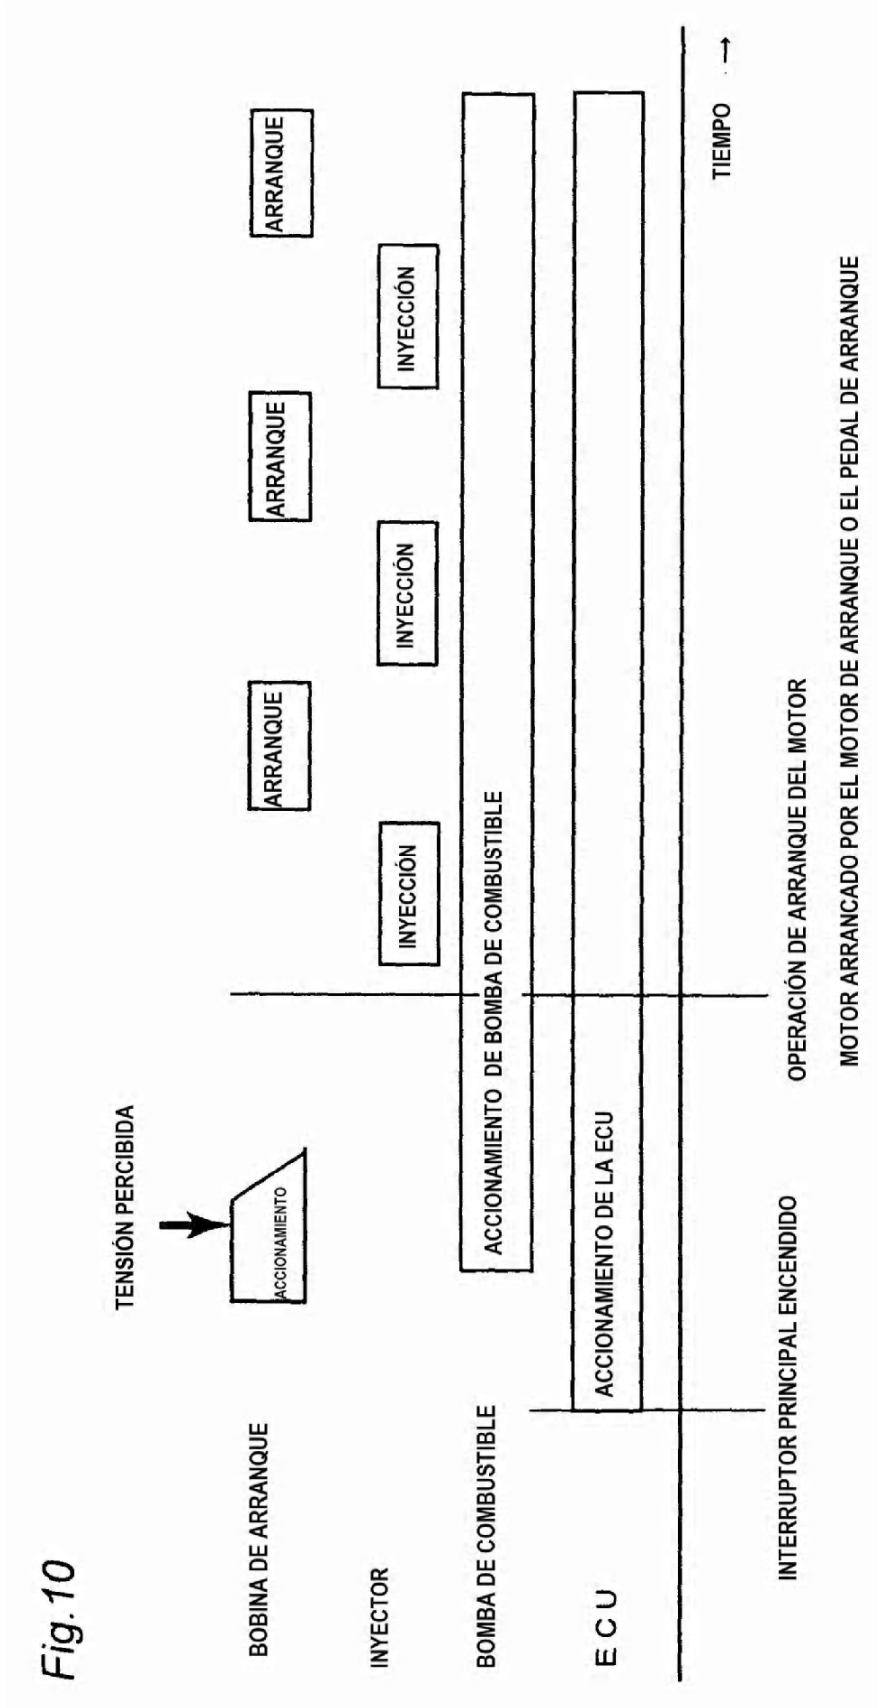 Fig.10
TENSIÓN PERCIBIDA
BOBINA DE ARRANQUE
ACCIONAMIENTO
ARRANQUE
ARRANQUE
ARRANQUE
INYECTOR
INYECCIÓN
INYECCIÓN
INYECCIÓN
BOMBA DE COMBUSTIBLE
ACCIONAMIENTO DE BOMBA DE COMBUSTIBLE
ECU
ACCIONAMIENTO DE LA ECU
TIEMPO →
INTERRUPTOR PRINCIPAL ENCENDIDO
OPERACIÓN DE ARRANQUE DEL MOTOR
MOTOR ARRANCADO POR EL MOTOR DE ARRANQUE O EL PEDAL DE ARRANQUE